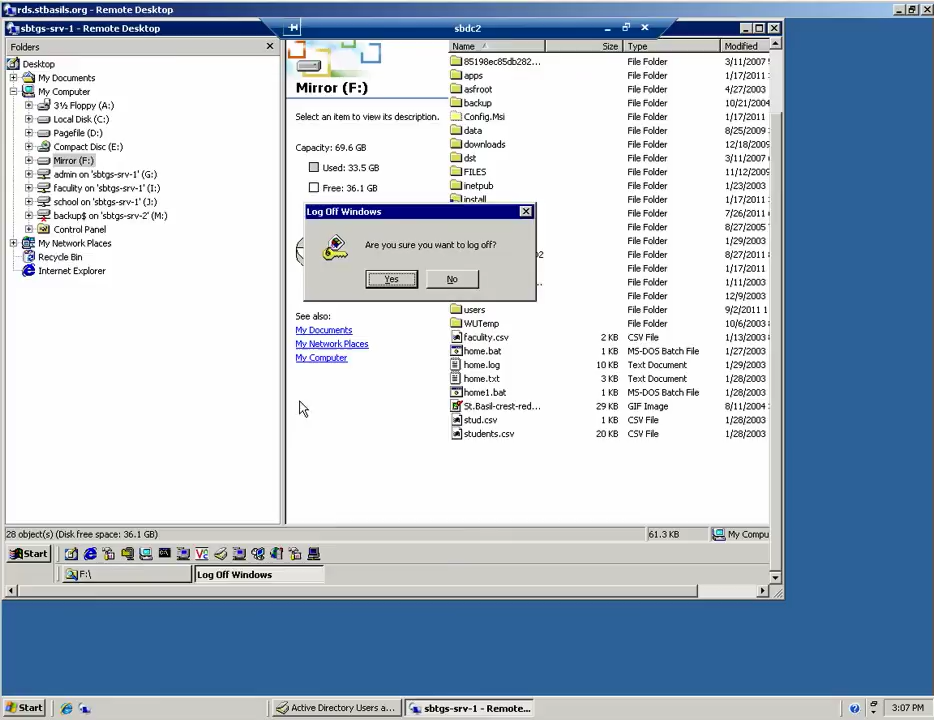 rds.stbasils.org - Remote Desktop
sbtgs-srv-1 - Remote Desktop
sbdc2
Folders
Desktop
My Documents
My Computer
3½ Floppy (A:)
Local Disk (C:)
Pagefile (D:)
Compact Disc (E:)
Mirror (F:)
admin on 'sbtgs-srv-1' (G:)
faculty on 'sbtgs-srv-1' (I:)
school on 'sbtgs-srv-1' (J:)
backup$ on 'sbtgs-srv-2' (M:)
Control Panel
My Network Places
Recycle Bin
Internet Explorer
Mirror (F:)
Select an item to view its description.
Capacity: 69.6 GB
Used: 33.5 GB
Free: 36.1 GB
See also:
My Documents
My Network Places
My Computer
Name Size Type Modified
85198ec85db282... File Folder 3/11/2007
apps File Folder 1/17/2011
asfroot File Folder 4/27/2003
backup File Folder 10/21/2004
Config.Msi File Folder 1/17/2011
data File Folder 8/25/2009
downloads File Folder 12/18/2009
dst File Folder 3/11/2007
FILES File Folder 11/12/2009
inetpub File Folder 1/23/2003
install File Folder 4/17/2003
File Folder 7/26/2011
File Folder 8/27/2005
File Folder 1/29/2003
02 File Folder 8/27/2011
File Folder 1/17/2011
... File Folder 1/29/2003
File Folder 12/9/2003
users File Folder 9/2/2011
WUTemp File Folder 10/6/2003
faculity.csv 2 KB CSV File 1/13/2003
home.bat 1 KB MS-DOS Batch File 1/27/2003
home.log 10 KB Text Document 1/29/2003
home.txt 3 KB Text Document 1/28/2003
home1.bat 1 KB MS-DOS Batch File 1/28/2003
St.Basil-crest-red... 29 KB GIF Image 8/11/2004
stud.csv 1 KB CSV File 1/28/2003
students.csv 20 KB CSV File 1/28/2003
Log Off Windows
Are you sure you want to log off?
Yes No
28 object(s) (Disk free space: 36.1 GB) 61.3 KB My Compu
Start
F:\ Log Off Windows
Start Active Directory Users a... sbtgs-srv-1 - Remote... 3:07 PM